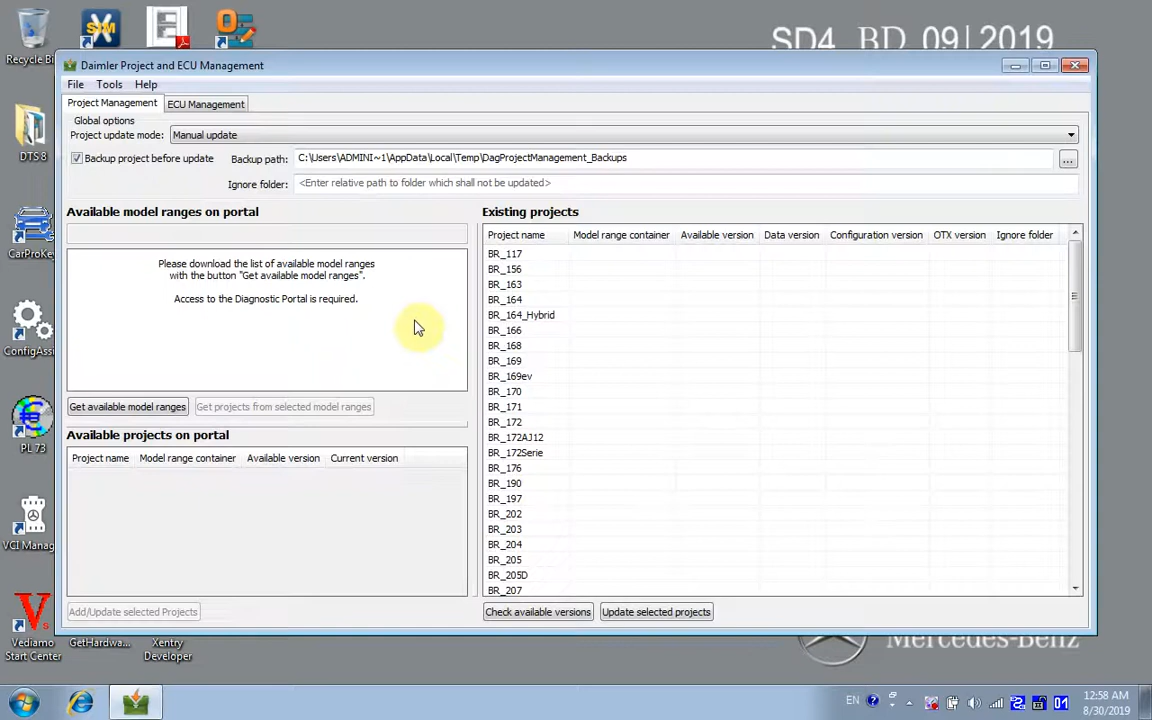 SD4 BD 09|2019
Recycle Bi
DTS 8
CarProKey
ConfigAssi
PL 73
VCI Manag
Vediamo
Start Center
GetHardwa...
Xentry
Developer
Daimler Project and ECU Management
File Tools Help
Project Management ECU Management
Global options
Project update mode: Manual update
Backup project before update Backup path: C:\Users\ADMINI~1\AppData\Local\Temp\DagProjectManagement_Backups ...
Ignore folder: <Enter relative path to folder which shall not be updated>
Available model ranges on portal
Please download the list of available model ranges
with the button "Get available model ranges".
Access to the Diagnostic Portal is required.
Get available model ranges Get projects from selected model ranges
Available projects on portal
Project name Model range container Available version Current version
Add/Update selected Projects
Existing projects
Project name Model range container Available version Data version Configuration version OTX version Ignore folder
BR_117
BR_156
BR_163
BR_164
BR_164_Hybrid
BR_166
BR_168
BR_169
BR_169ev
BR_170
BR_171
BR_172
BR_172AJ12
BR_172Serie
BR_176
BR_190
BR_197
BR_202
BR_203
BR_204
BR_205
BR_205D
BR_207
Check available versions Update selected projects
Mercedes-Benz
EN
01
12:58 AM
8/30/2019